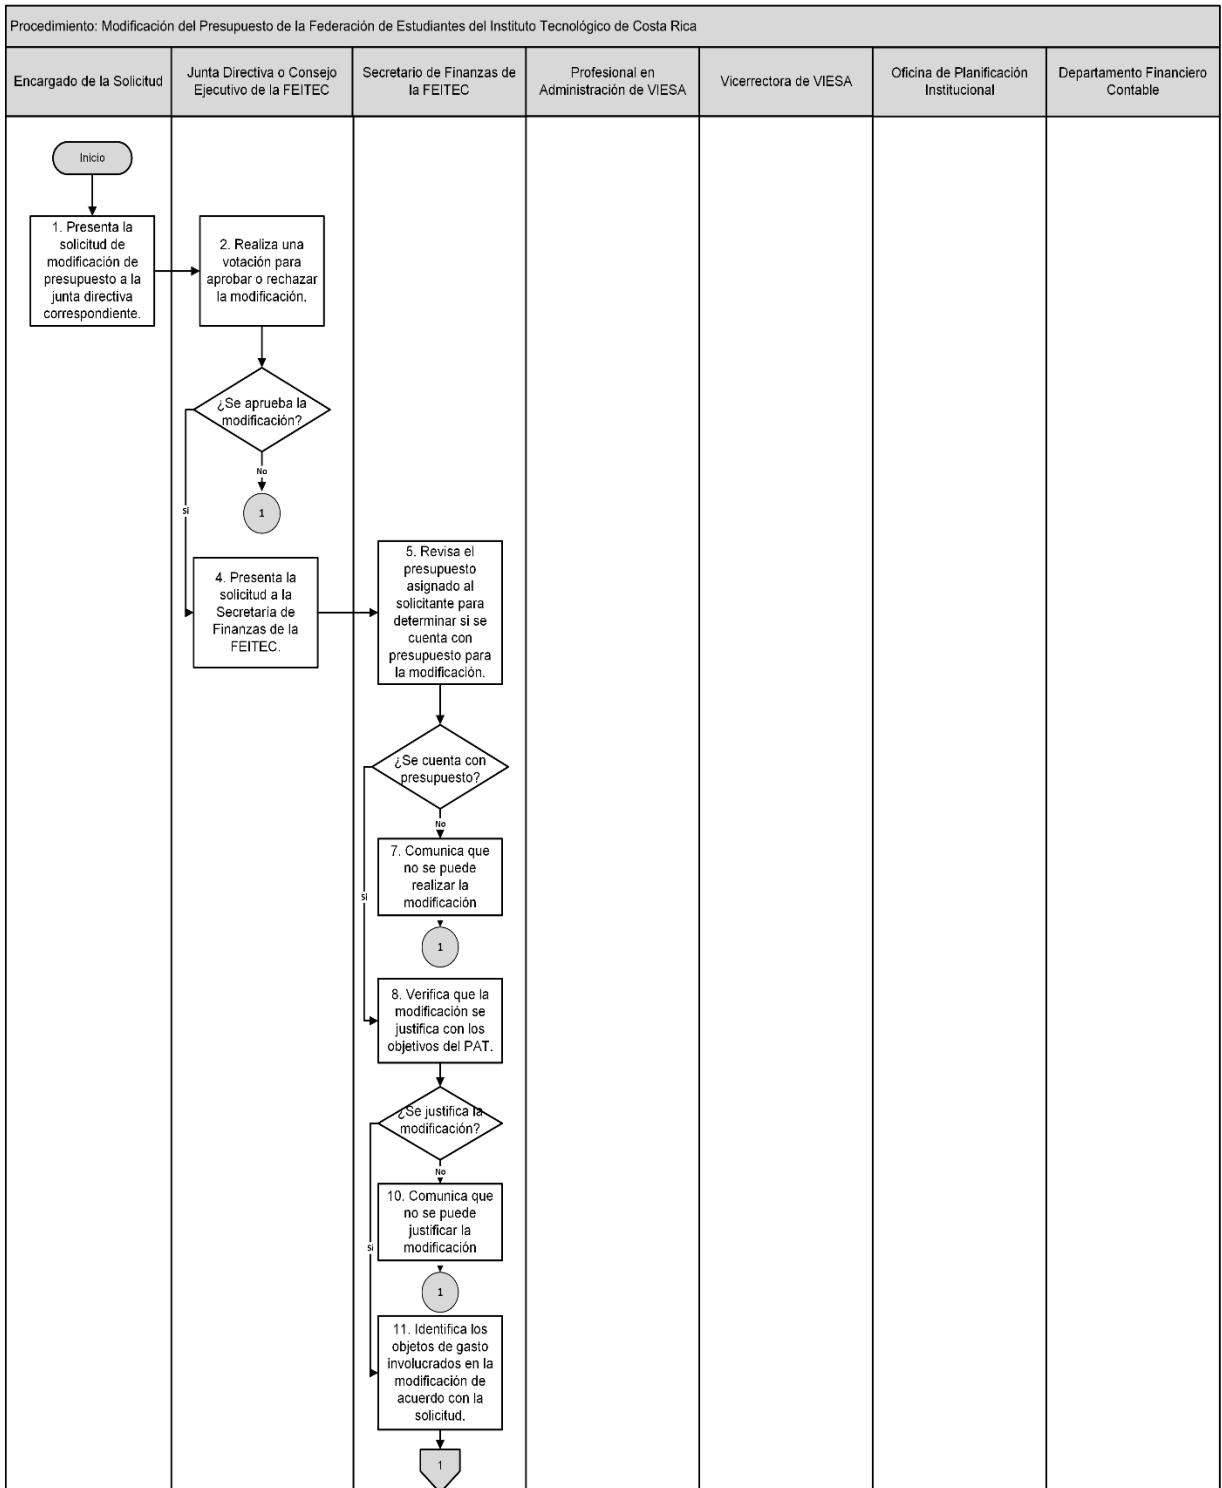 Procedimiento: Modificación del Presupuesto de la Federación de Estudiantes del Instituto Tecnológico de Costa Rica
Encargado de la Solicitud
Junta Directiva o Consejo
Ejecutivo de la FEITEC
Secretario de Finanzas de
la FEITEC
Profesional en
Administración de VIESA
Vicerrectora de VIESA
Oficina de Planificación
Institucional
Departamento Financiero
Contable
Inicio
1. Presenta la
solicitud de
modificación de
presupuesto a la
junta directiva
correspondiente.
2. Realiza una
votación para
aprobar o rechazar
la modificación.
¿Se aprueba la
modificación?
No
1
Sí
4. Presenta la
solicitud a la
Secretaría de
Finanzas de la
FEITEC.
5. Revisa el
presupuesto
asignado al
solicitante para
determinar si se
cuenta con
presupuesto para
la modificación.
¿Se cuenta con
presupuesto?
No
7. Comunica que
no se puede
realizar la
modificación
Sí
1
8. Verifica que la
modificación se
justifica con los
objetivos del PAT.
¿Se justifica la
modificación?
No
10. Comunica que
no se puede
justificar la
modificación
Sí
1
11. Identifica los
objetos de gasto
involucrados en la
modificación de
acuerdo con la
solicitud.
1